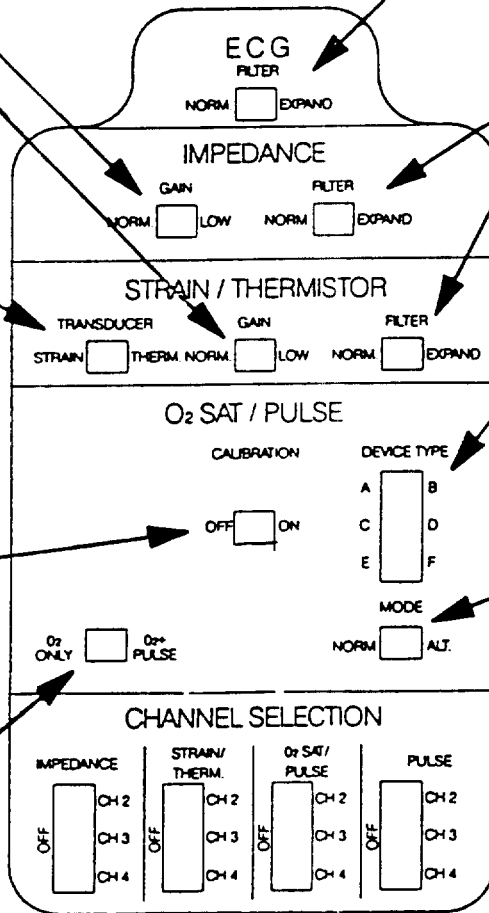 ECG
FILTER
NORM EXPAND
IMPEDANCE
GAIN FILTER
NORM. LOW NORM EXPAND
STRAIN / THERMISTOR
TRANSDUCER GAIN FILTER
STRAIN THERM. NORM. LOW NORM. EXPAND
O2 SAT / PULSE
CALIBRATION DEVICE TYPE
A B
OFF ON C D
E F
MODE
O2 ONLY O2+ PULSE NORM ALT.
CHANNEL SELECTION
IMPEDANCE STRAIN/ THERM. O2 SAT/ PULSE PULSE
CH 2 CH 2 CH 2 CH 2
OFF CH 3 OFF CH 3 OFF CH 3 OFF CH 3
CH 4 CH 4 CH 4 CH 4